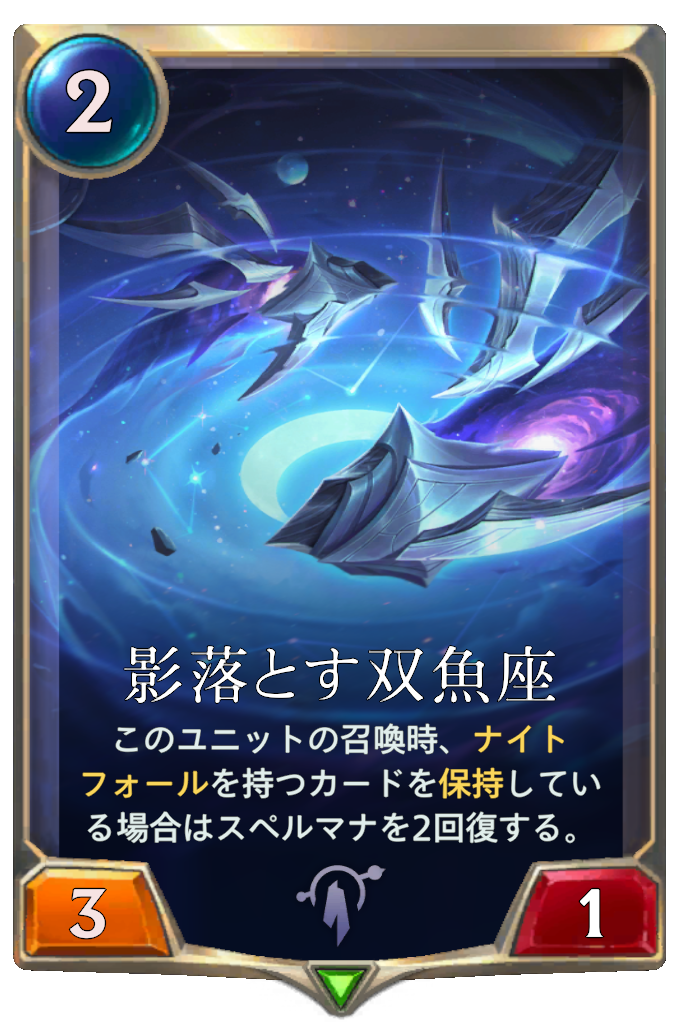 2
影落とす双魚座
このユニットの召喚時、ナイト
フォールを持つカードを保持してい
る場合はスペルマナを2回復する。
3
1